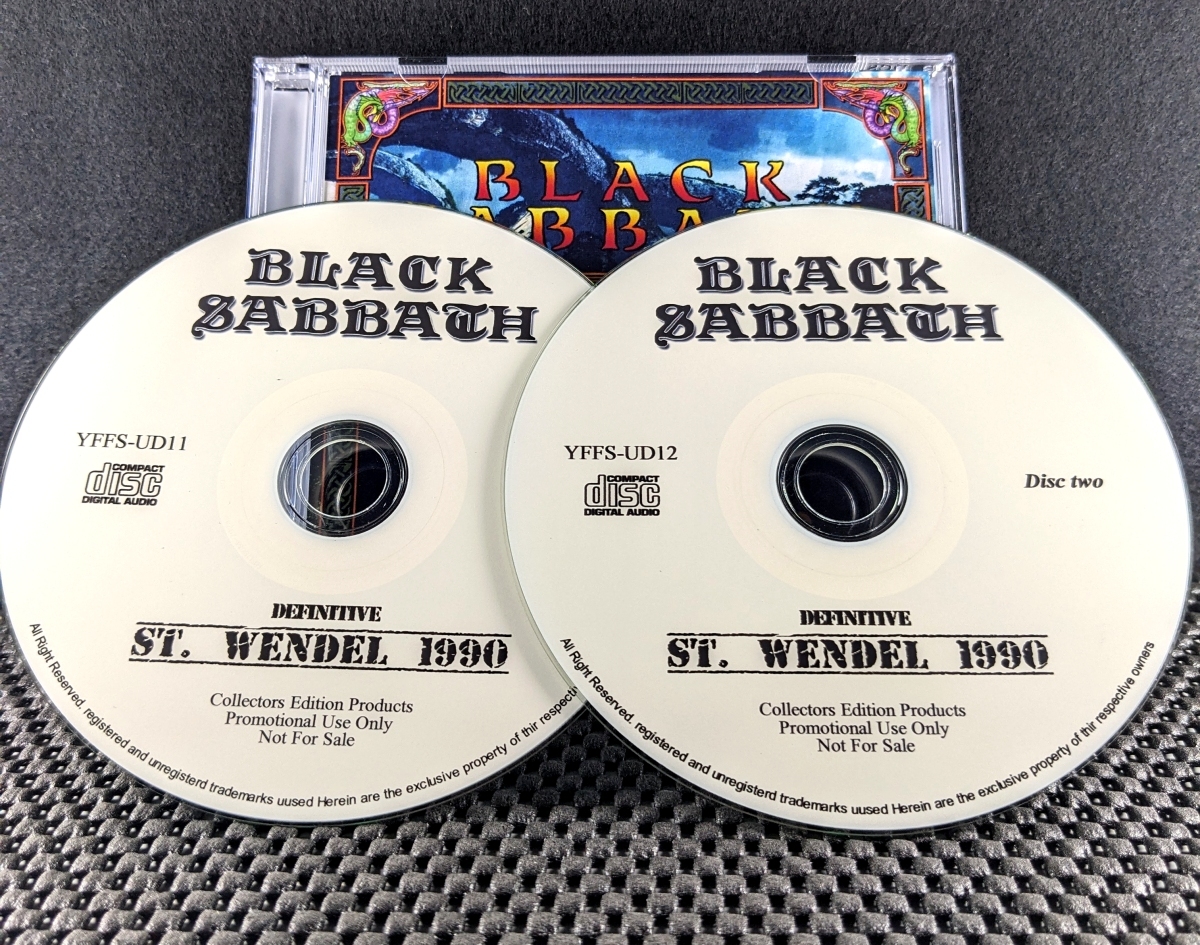 BLACK
BLACK
SABBATH
YFFS-UD11
COMPACT
disc
DIGITAL AUDIO
DEFINITIVE
ST. WENDEL 1990
Collectors Edition Products
Promotional Use Only
Not For Sale
All Right Reserved. registered and unregisterd trademarks uused Herein are the exclusive property of thir
BLACK
SABBATH
YFFS-UD12
COMPACT
disc
DIGITAL AUDIO
Disc two
DEFINITIVE
ST. WENDEL 1990
Collectors Edition Products
Promotional Use Only
Not For Sale
All Right Reserved. registered and unregisterd trademarks uused Herein are the exclusive property of thir respective owners